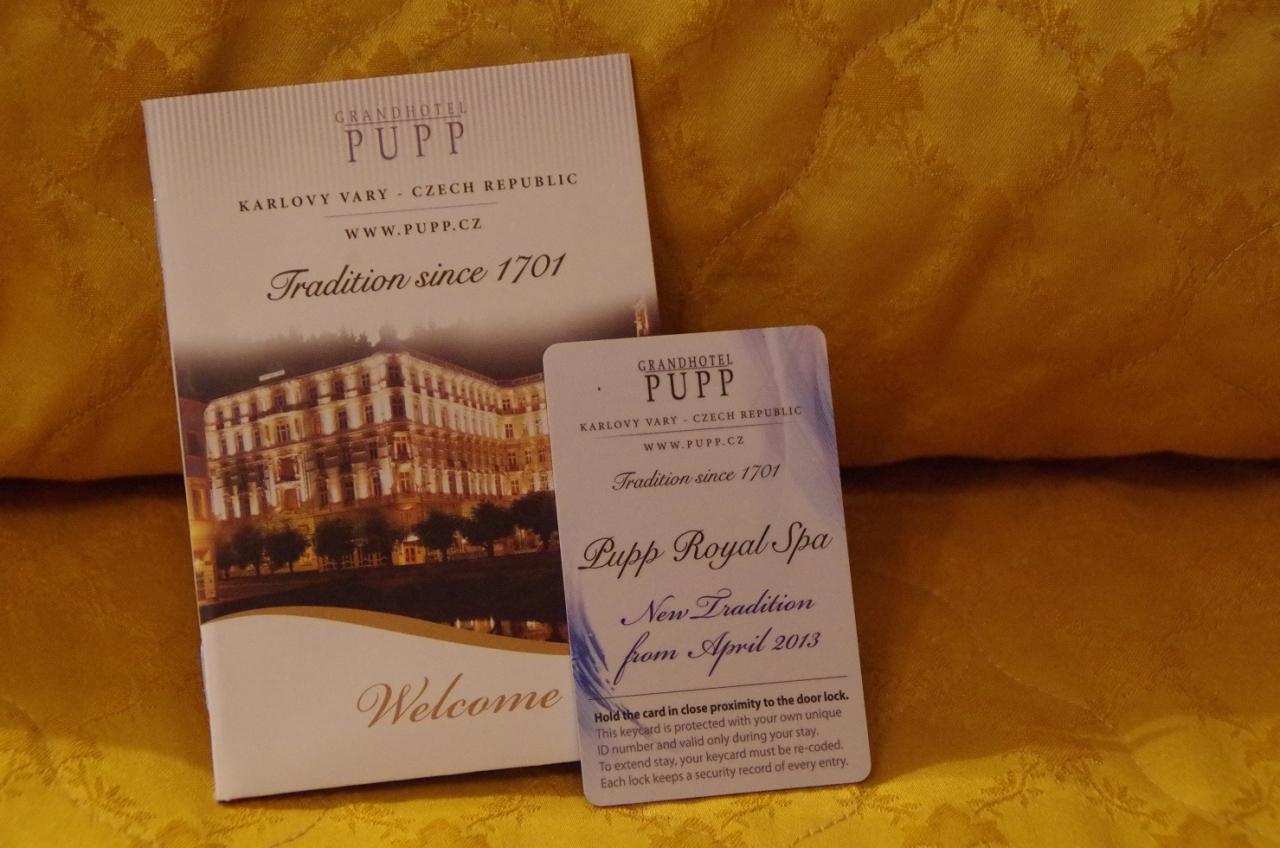 GRANDHOTEL
PUPP
KARLOVY VARY - CZECH REPUBLIC
WWW.PUPP.CZ
Tradition since 1701
Welcome
GRANDHOTEL
PUPP
KARLOVY VARY - CZECH REPUBLIC
WWW.PUPP.CZ
Tradition since 1701
Pupp Royal Spa
New Tradition
from April 2013
Hold the card in close proximity to the door lock.
This keycard is protected with your own unique
ID number and valid only during your stay.
To extend stay, your keycard must be re-coded.
Each lock keeps a security record of every entry.